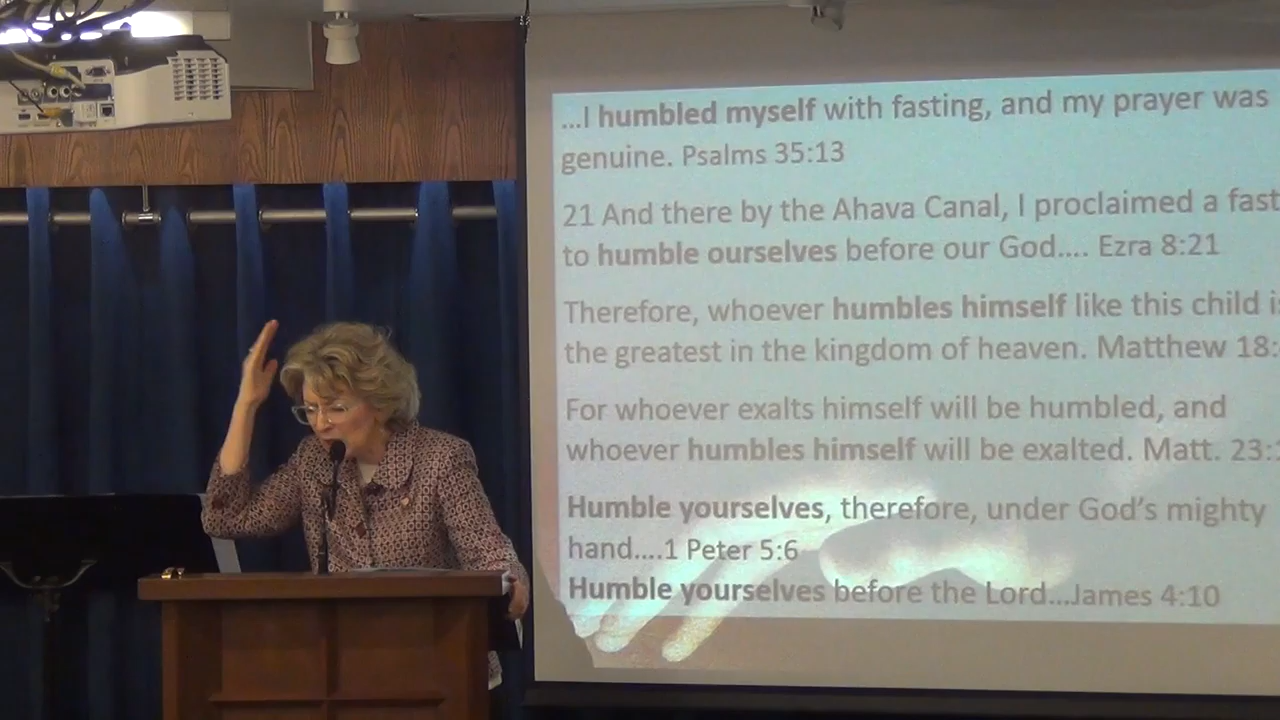 ...I humbled myself with fasting, and my prayer was
genuine. Psalms 35:13
21 And there by the Ahava Canal, I proclaimed a fast
to humble ourselves before our God.... Ezra 8:21
Therefore, whoever humbles himself like this child
the greatest in the kingdom of heaven. Matthew 18:
For whoever exalts himself will be humbled, and
whoever humbles himself will be exalted. Matt. 23:
Humble yourselves, therefore, under God's mighty
hand....1 Peter 5:6
Humble yourselves before the Lord...James 4:10